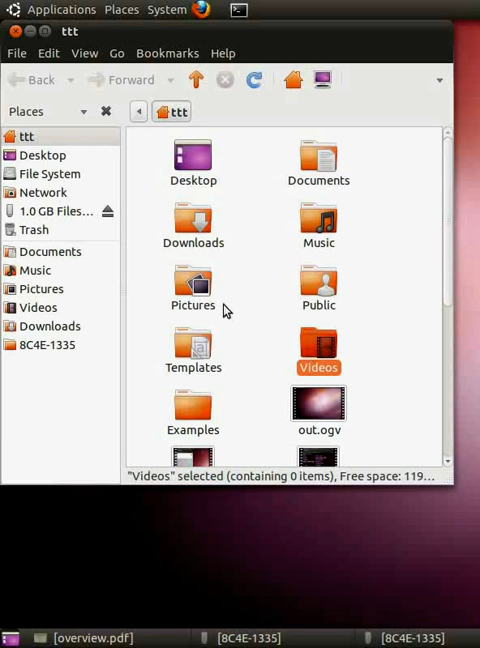 Applications Places System
ttt
File Edit View Go Bookmarks Help
Back Forward
Places ttt
ttt
Desktop
File System
Network
1.0 GB Files...
Trash
Documents
Music
Pictures
Videos
Downloads
8C4E-1335
Desktop Documents
Downloads Music
Pictures Public
Templates Videos
Examples out.ogv
"Videos" selected (containing 0 items), Free space: 119...
[overview.pdf] [8C4E-1335] [8C4E-1335]